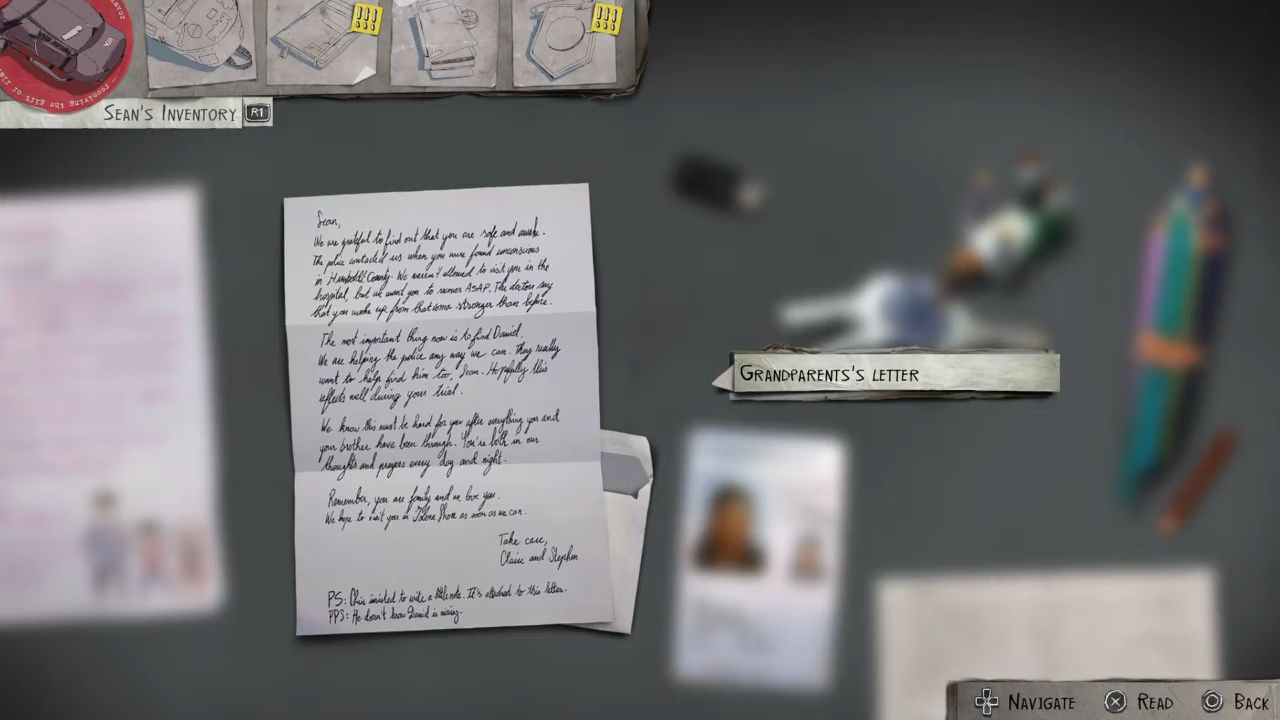 receiving the gift of
SEAN'S INVENTORY R1
Sean,
We are grateful to find out that you are safe and awake.
The police contacted us when you were found unconscious
in Humboldt County. We weren't allowed to visit you in the
hospital, but we want you to recover ASAP. The doctors say
that you woke up from that coma stronger than before.
The most important thing now is to find Daniel.
We are helping the police any way we can. They really
want to help find him too, Sean. Hopefully this
reflects well during your trial.
We know this must be hard for you after everything you and
your brother have been through. You're both in our
thoughts and prayers every day and night.
Remember, you are family and we love you.
We hope to visit you in Shore as soon as we can.
Take care,
Claire and Stephen
PS: Chris insisted to write a little note. It's attached to this letter.
PPS: He doesn't know Daniel is missing.
GRANDPARENTS'S LETTER
NAVIGATE READ BACK